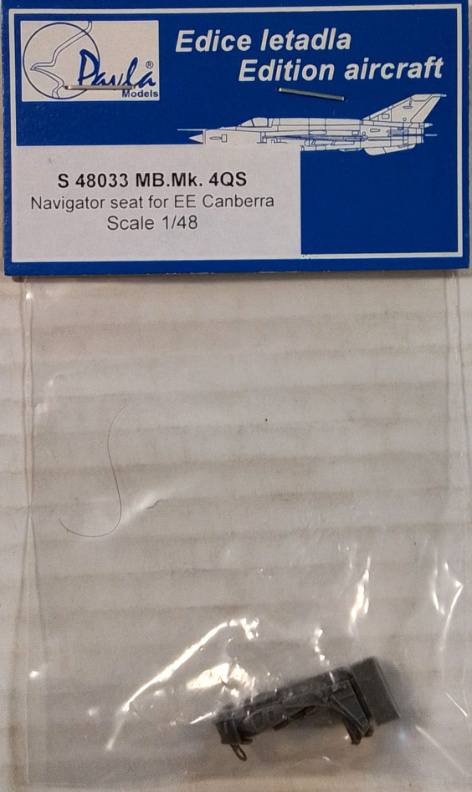 Pavla®
Models
Edice letadla
Edition aircraft
S 48033 MB.Mk. 4QS
Navigator seat for EE Canberra
Scale 1/48